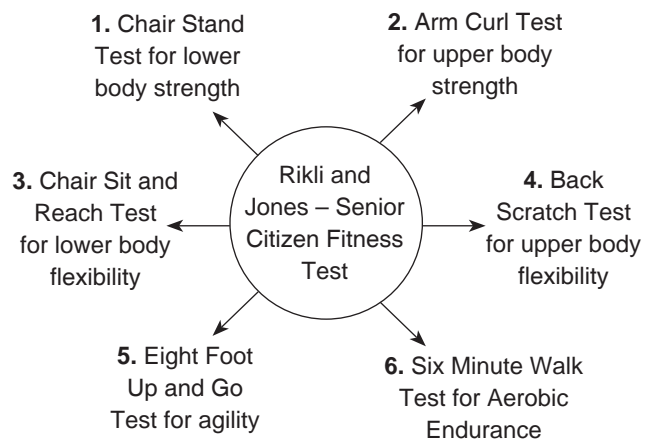 1. Chair Stand
Test for lower
body strength
2. Arm Curl Test
for upper body
strength
3. Chair Sit and
Reach Test
for lower body
flexibility
Rikli and
Jones – Senior
Citizen Fitness
Test
4. Back
Scratch Test
for upper body
flexibility
5. Eight Foot
Up and Go
Test for agility
6. Six Minute Walk
Test for Aerobic
Endurance